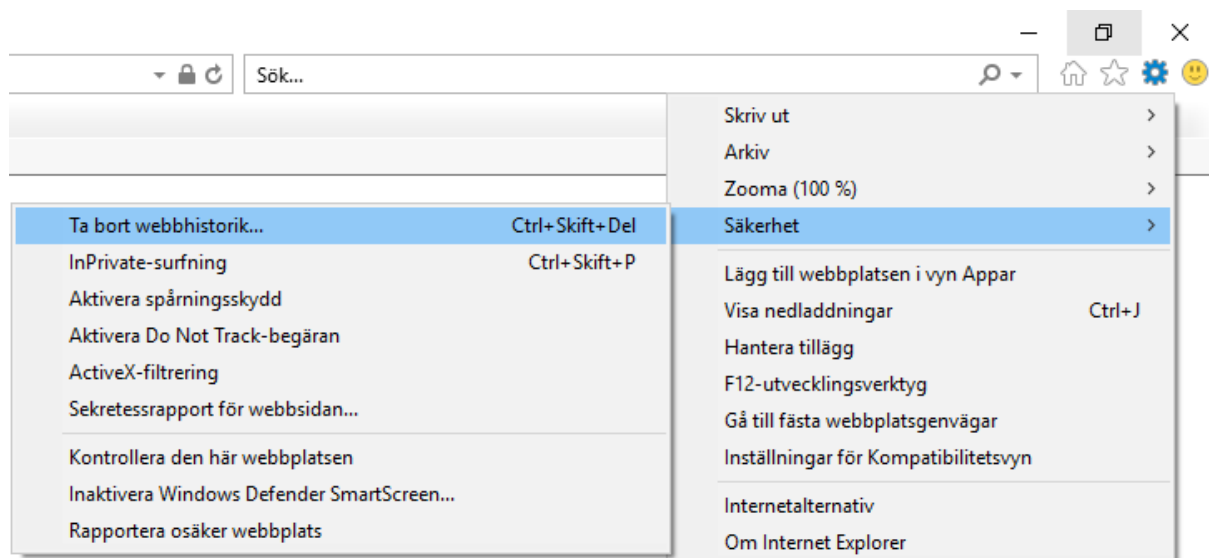 Sök...
Skriv ut
Arkiv
Zooma (100 %)
Säkerhet
Lägg till webbplatsen i vyn Appar
Visa nedladdningar Ctrl+J
Hantera tillägg
F12-utvecklingsverktyg
Gå till fästa webbplatsgenvägar
Inställningar för Kompatibilitetsvyn
Internetalternativ
Om Internet Explorer
Ta bort webbhistorik... Ctrl+Skift+Del
InPrivate-surfning Ctrl+Skift+P
Aktivera spårningsskydd
Aktivera Do Not Track-begäran
ActiveX-filtrering
Sekretessrapport för webbsidan...
Kontrollera den här webbplatsen
Inaktivera Windows Defender SmartScreen...
Rapportera osäker webbplats